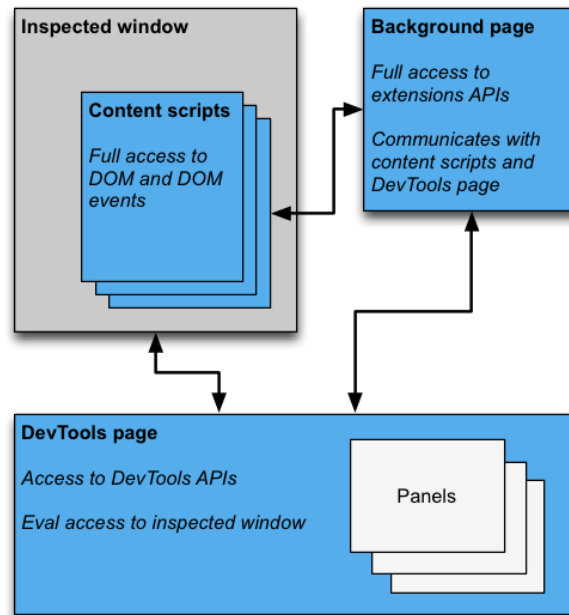 Inspected window
Content scripts
Full access to
DOM and DOM
events
Background page
Full access to
extensions APIs
Communicates with
content scripts and
DevTools page
DevTools page
Access to DevTools APIs
Eval access to inspected window
Panels